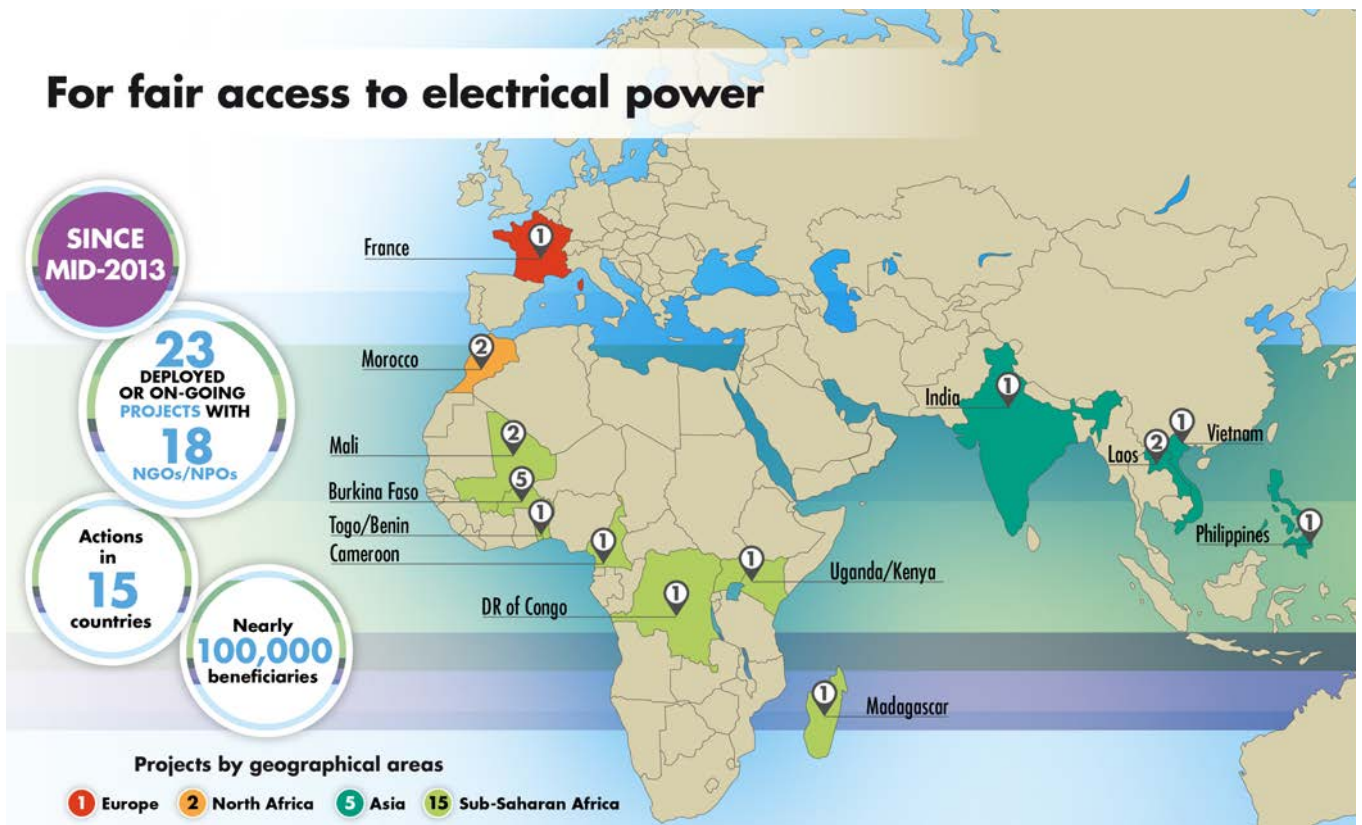 For fair access to electrical power
SINCE
MID-2013
23
DEPLOYED
OR ON-GOING
PROJECTS WITH
18
NGOs/NPOs
Actions
in
15
countries
Nearly
100,000
beneficiaries
France
1
Morocco
2
Mali
2
Burkina Faso
5
Togo/Benin
1
Cameroon
1
DR of Congo
1
Uganda/Kenya
1
Madagascar
1
India
1
Laos
2
Vietnam
1
Philippines
1
Projects by geographical areas
1 Europe 2 North Africa 5 Asia 15 Sub-Saharan Africa